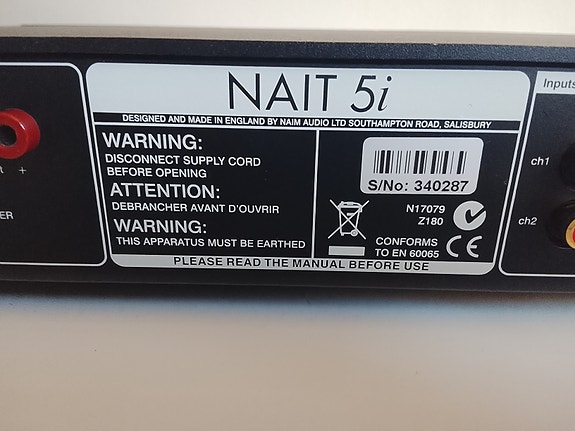 NAIT 5i
DESIGNED AND MADE IN ENGLAND BY NAIM AUDIO LTD SOUTHAMPTON ROAD, SALISBURY
WARNING:
DISCONNECT SUPPLY CORD
BEFORE OPENING
ATTENTION:
DEBRANCHER AVANT D'OUVRIR
WARNING:
THIS APPARATUS MUST BE EARTHED
S/No: 340287
N17079
Z180
CONFORMS
TO EN 60065
CE
PLEASE READ THE MANUAL BEFORE USE
+
Inputs
ch1
ch2